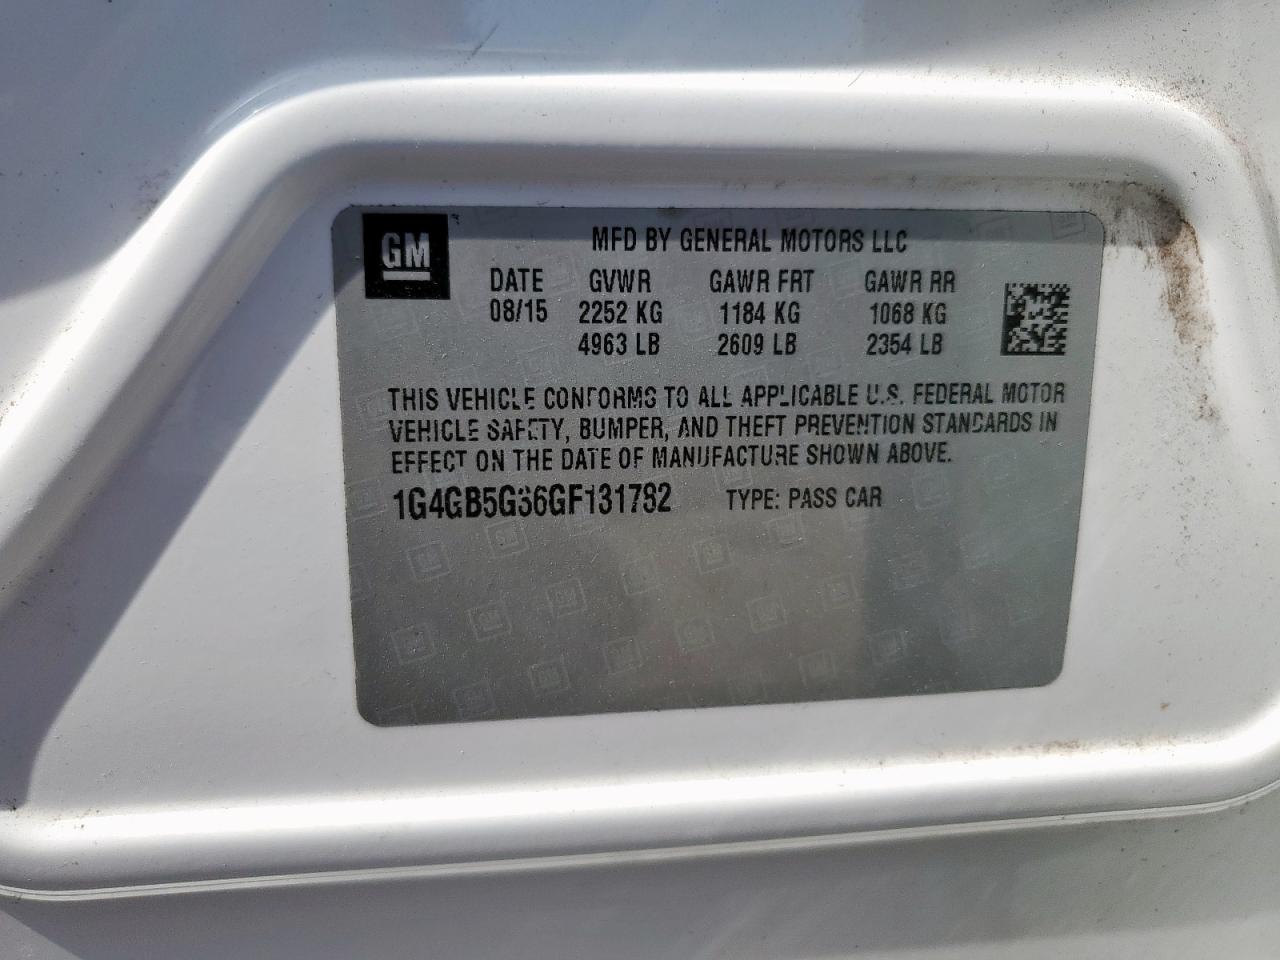 GM
MFD BY GENERAL MOTORS LLC
DATE GVWR GAWR FRT GAWR RR
08/15 2252 KG 1184 KG 1068 KG
4963 LB 2609 LB 2354 LB
THIS VEHICLE CONFORMS TO ALL APPLICABLE U.S. FEDERAL MOTOR
VEHICLE SAFETY, BUMPER, AND THEFT PREVENTION STANDARDS IN
EFFECT ON THE DATE OF MANUFACTURE SHOWN ABOVE.
1G4GB5G36GF131782 TYPE: PASS CAR